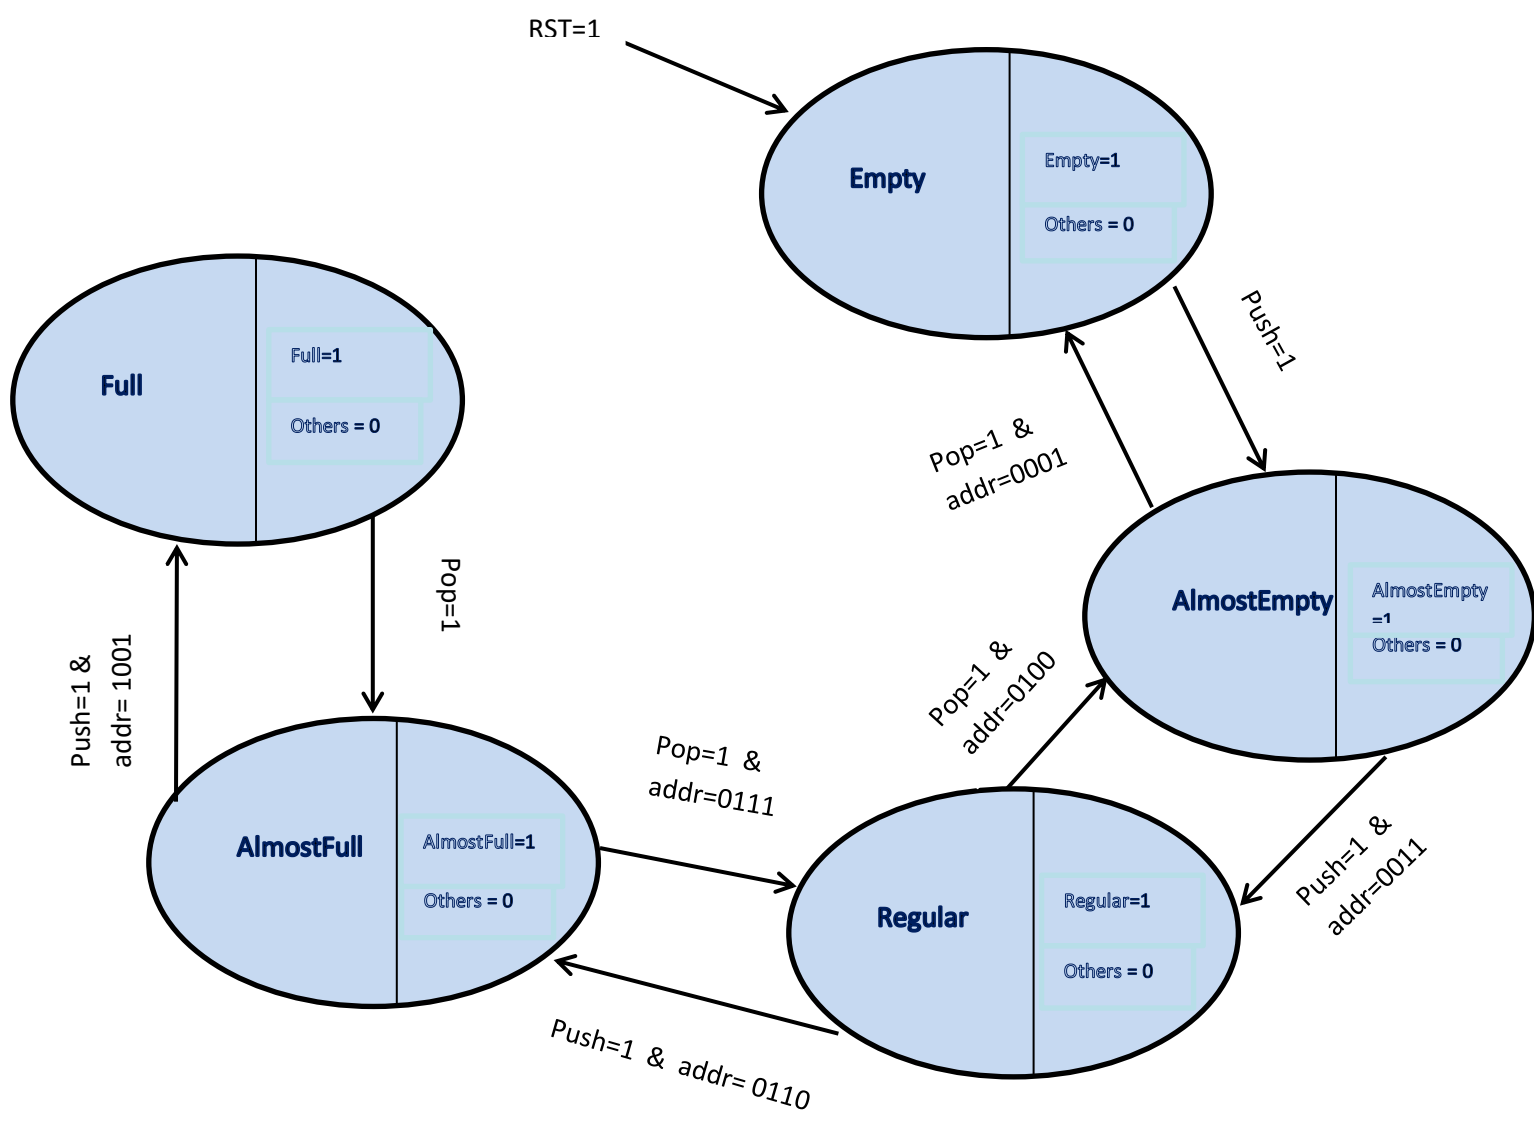 RST=1
Empty
Empty=1
Others = 0
Push=1
Pop=1 &
addr=0001
Full
Full=1
Others = 0
Pop=1
Push=1 &
addr= 1001
AlmostEmpty
AlmostEmpty
=1
Others = 0
Pop=1 &
addr=0100
Push=1 &
addr=0011
Pop=1 &
addr=0111
AlmostFull
AlmostFull=1
Others = 0
Regular
Regular=1
Others = 0
Push=1 & addr= 0110